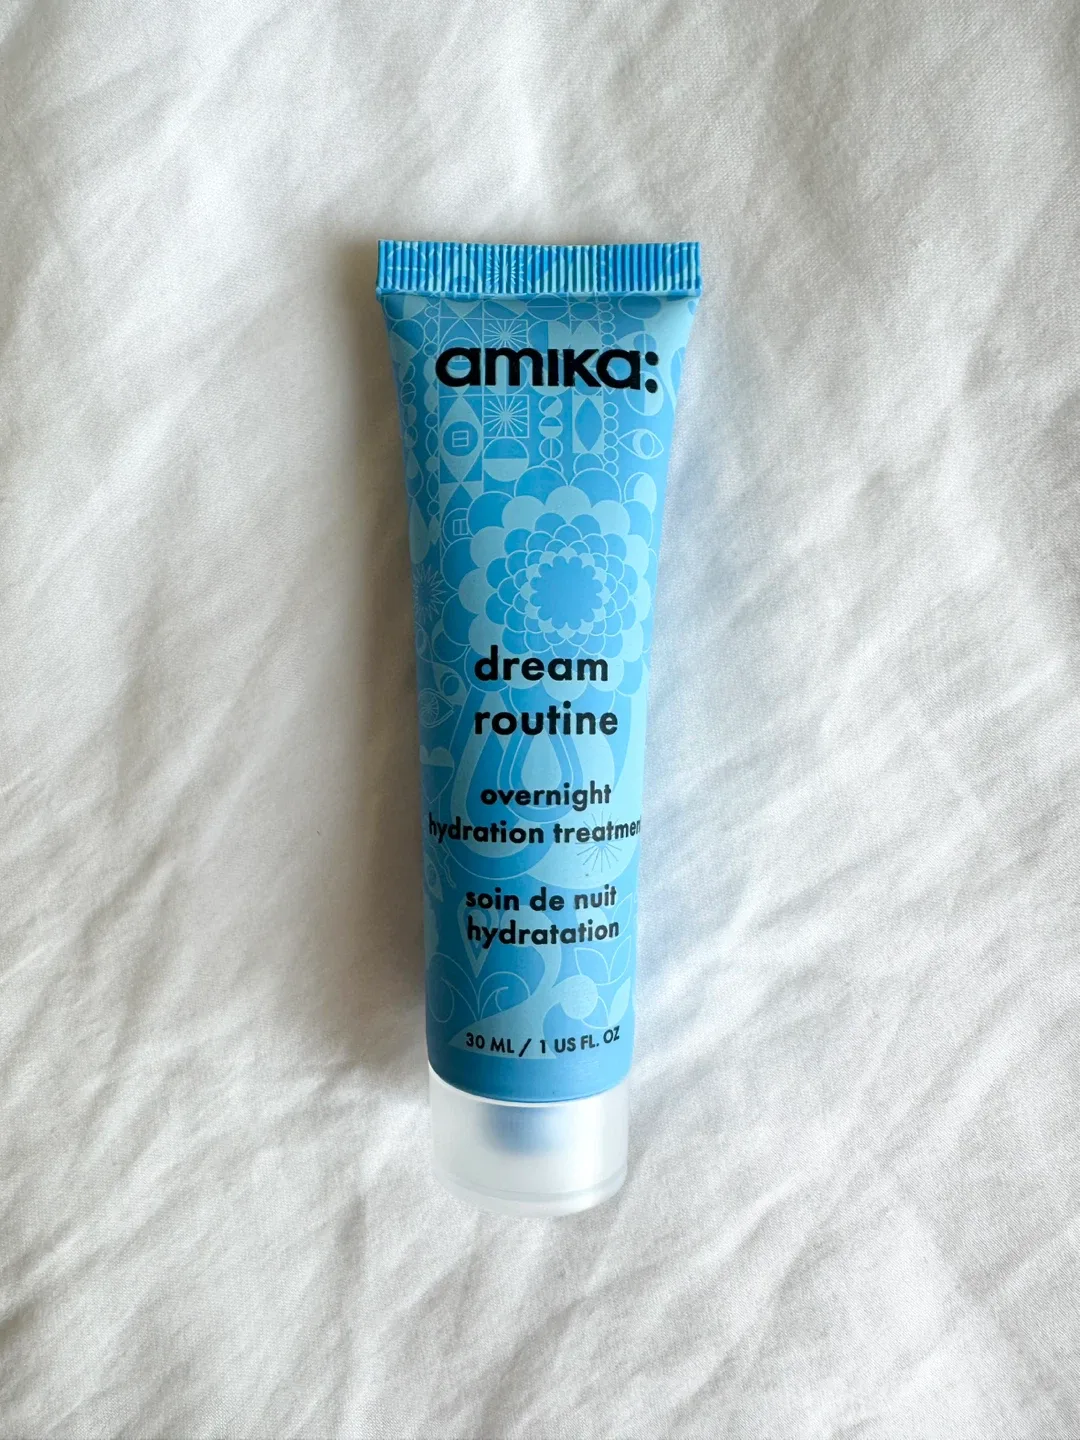 amika:
dream
routine
overnight
hydration treatmen
soin de nuit
hydratation
30 ML / 1 US FL. OZ